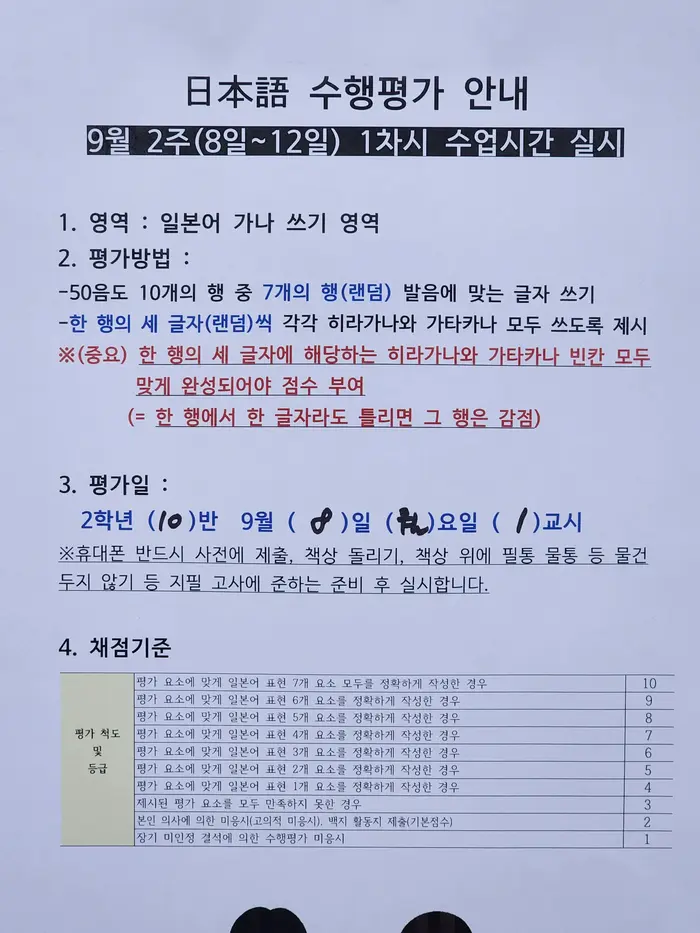 日本語 수행평가 안내
9월 2주(8일~12일) 1차시 수업시간 실시
1. 영역 : 일본어 가나 쓰기 영역
2. 평가방법 :
-50음도 10개의 행 중 7개의 행(랜덤) 발음에 맞는 글자 쓰기
-한 행의 세 글자(랜덤)씩 각각 히라가나와 가타카나 모두 쓰도록 제시
※(중요) 한 행의 세 글자에 해당하는 히라가나와 가타카나 빈칸 모두
맞게 완성되어야 점수 부여
(= 한 행에서 한 글자라도 틀리면 그 행은 감점)
3. 평가일 :
2학년 (10)반 9월 ( 8 )일 (월)요일 ( 1 )교시
※휴대폰 반드시 사전에 제출, 책상 돌리기, 책상 위에 필통 물통 등 물건
두지 않기 등 지필 고사에 준하는 준비 후 실시합니다.
4. 채점기준
평가 척도
및
등급
평가 요소에 맞게 일본어 표현 7개 요소 모두를 정확하게 작성한 경우 10
평가 요소에 맞게 일본어 표현 6개 요소를 정확하게 작성한 경우 9
평가 요소에 맞게 일본어 표현 5개 요소를 정확하게 작성한 경우 8
평가 요소에 맞게 일본어 표현 4개 요소를 정확하게 작성한 경우 7
평가 요소에 맞게 일본어 표현 3개 요소를 정확하게 작성한 경우 6
평가 요소에 맞게 일본어 표현 2개 요소를 정확하게 작성한 경우 5
평가 요소에 맞게 일본어 표현 1개 요소를 정확하게 작성한 경우 4
제시된 평가 요소를 모두 만족하지 못한 경우 3
본인 의사에 의한 미응시(고의적 미응시), 백지 활동지 제출(기본점수) 2
장기 미인정 결석에 의한 수행평가 미응시 1